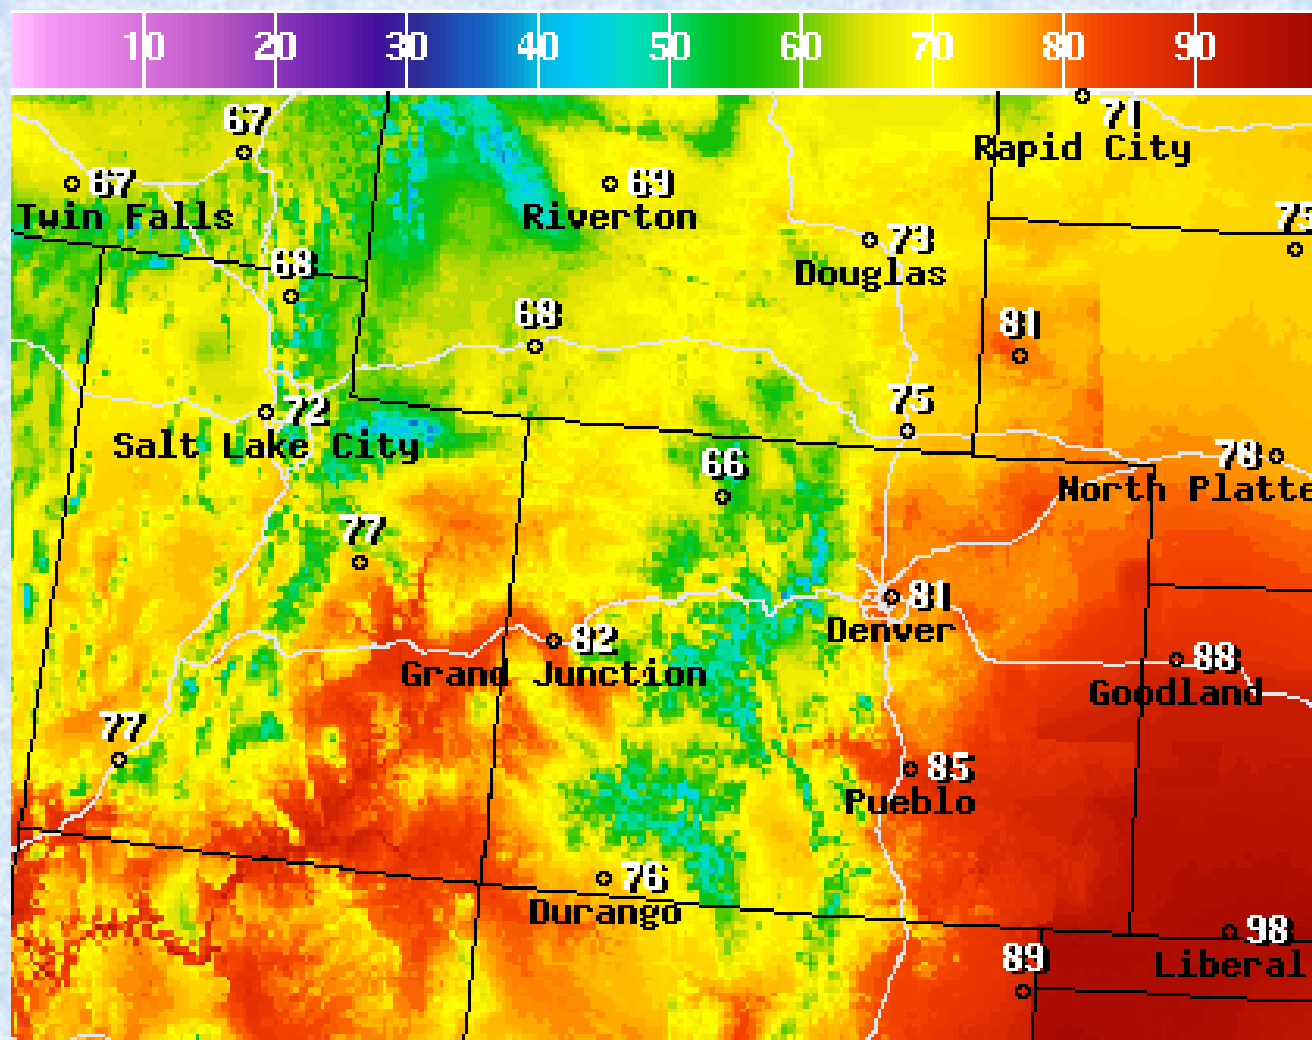 10 20 30 40 50 60 70 80 90
71
67
Rapid City
67
69
Twin Falls
Riverton
75
73
68
Douglas
68
81
75
72
Salt Lake City
66
78
North Platte
77
81
Denver
82
88
Grand Junction
Goodland
77
85
Pueblo
76
Durango
98
89
Liberal